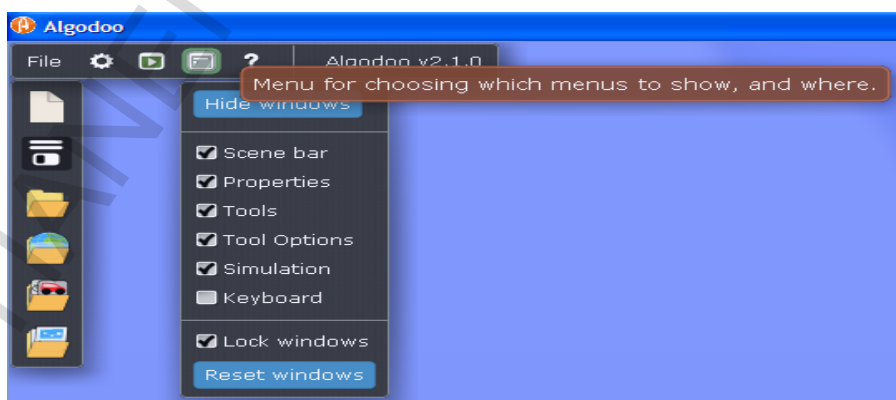 Algodoo
File ? Algodoo v2.1.0
Menu for choosing which menus to show, and where.
Hide windows
Scene bar
Properties
Tools
Tool Options
Simulation
Keyboard
Lock windows
Reset windows